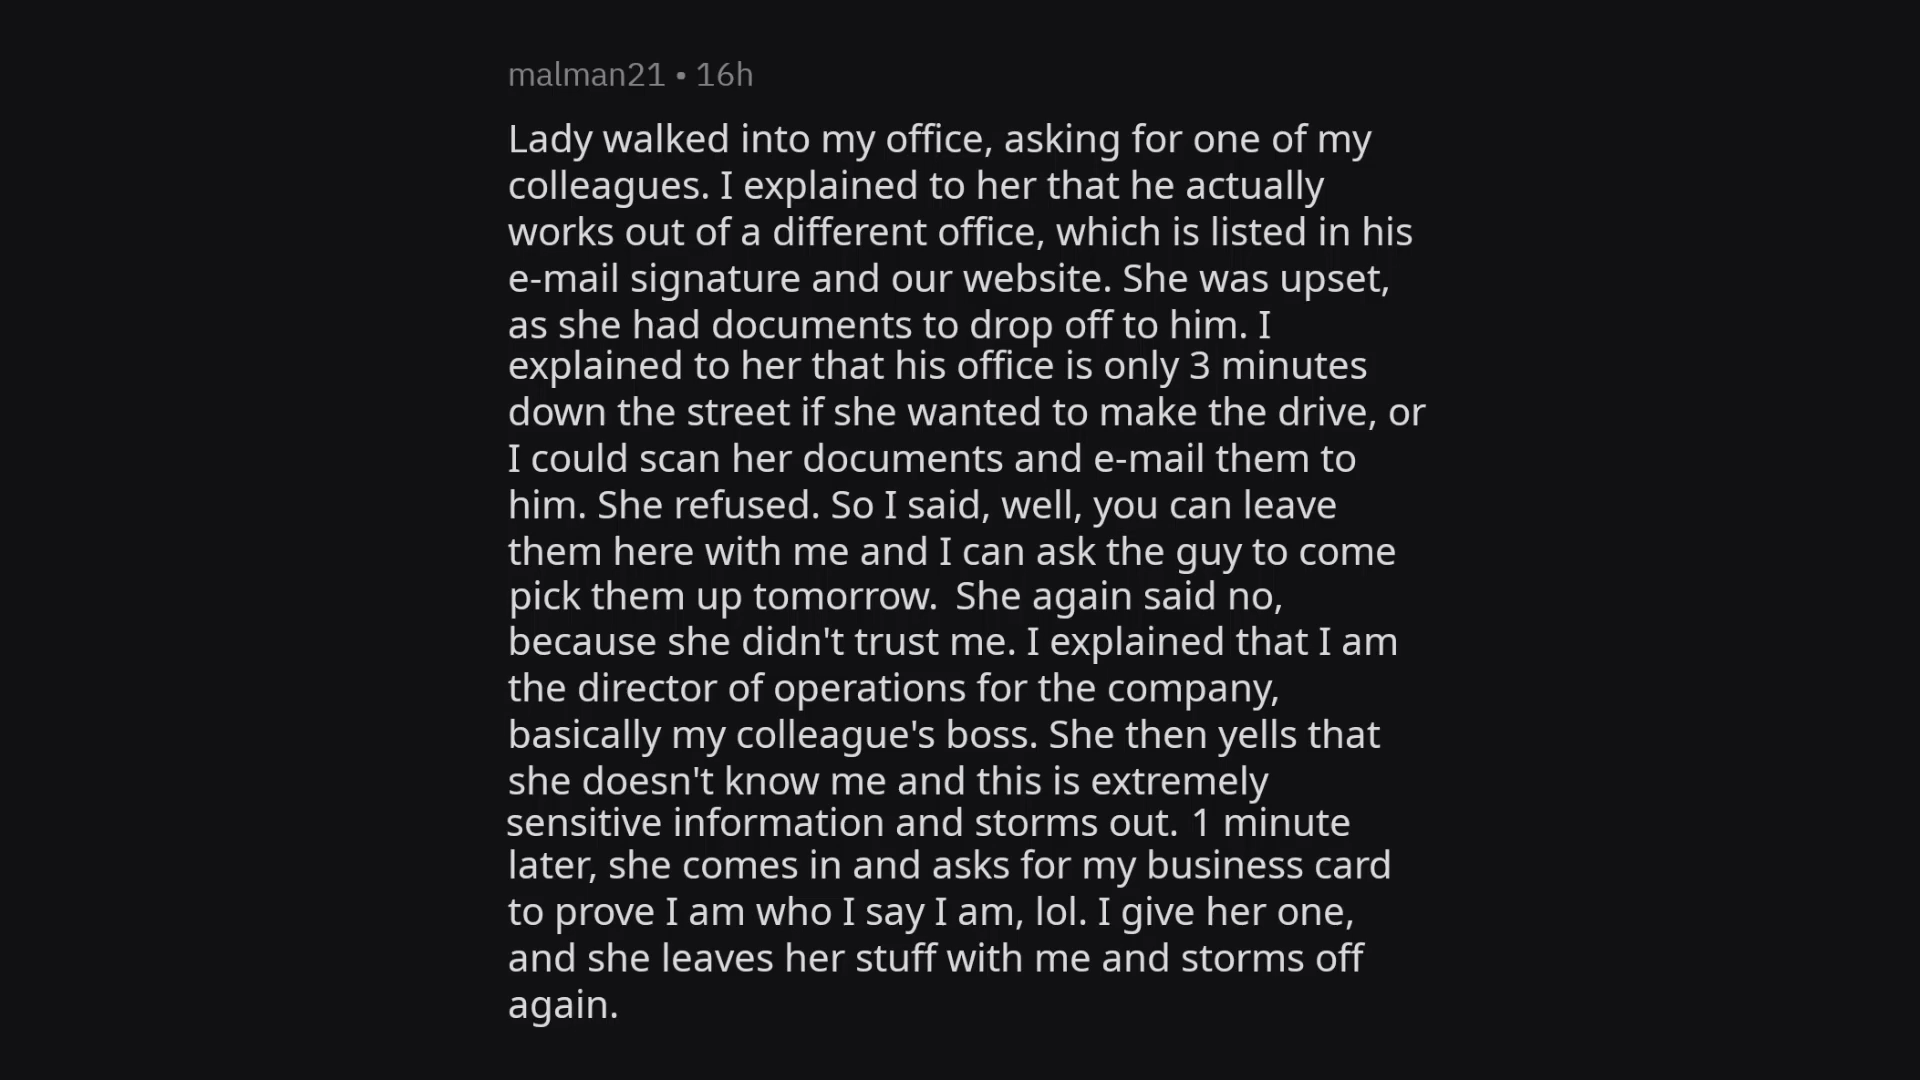 malman21 • 16h
Lady walked into my office, asking for one of my
colleagues. I explained to her that he actually
works out of a different office, which is listed in his
e-mail signature and our website. She was upset,
as she had documents to drop off to him. I
explained to her that his office is only 3 minutes
down the street if she wanted to make the drive, or
I could scan her documents and e-mail them to
him. She refused. So I said, well, you can leave
them here with me and I can ask the guy to come
pick them up tomorrow. She again said no,
because she didn't trust me. I explained that I am
the director of operations for the company,
basically my colleague's boss. She then yells that
she doesn't know me and this is extremely
sensitive information and storms out. 1 minute
later, she comes in and asks for my business card
to prove I am who I say I am, lol. I give her one,
and she leaves her stuff with me and storms off
again.